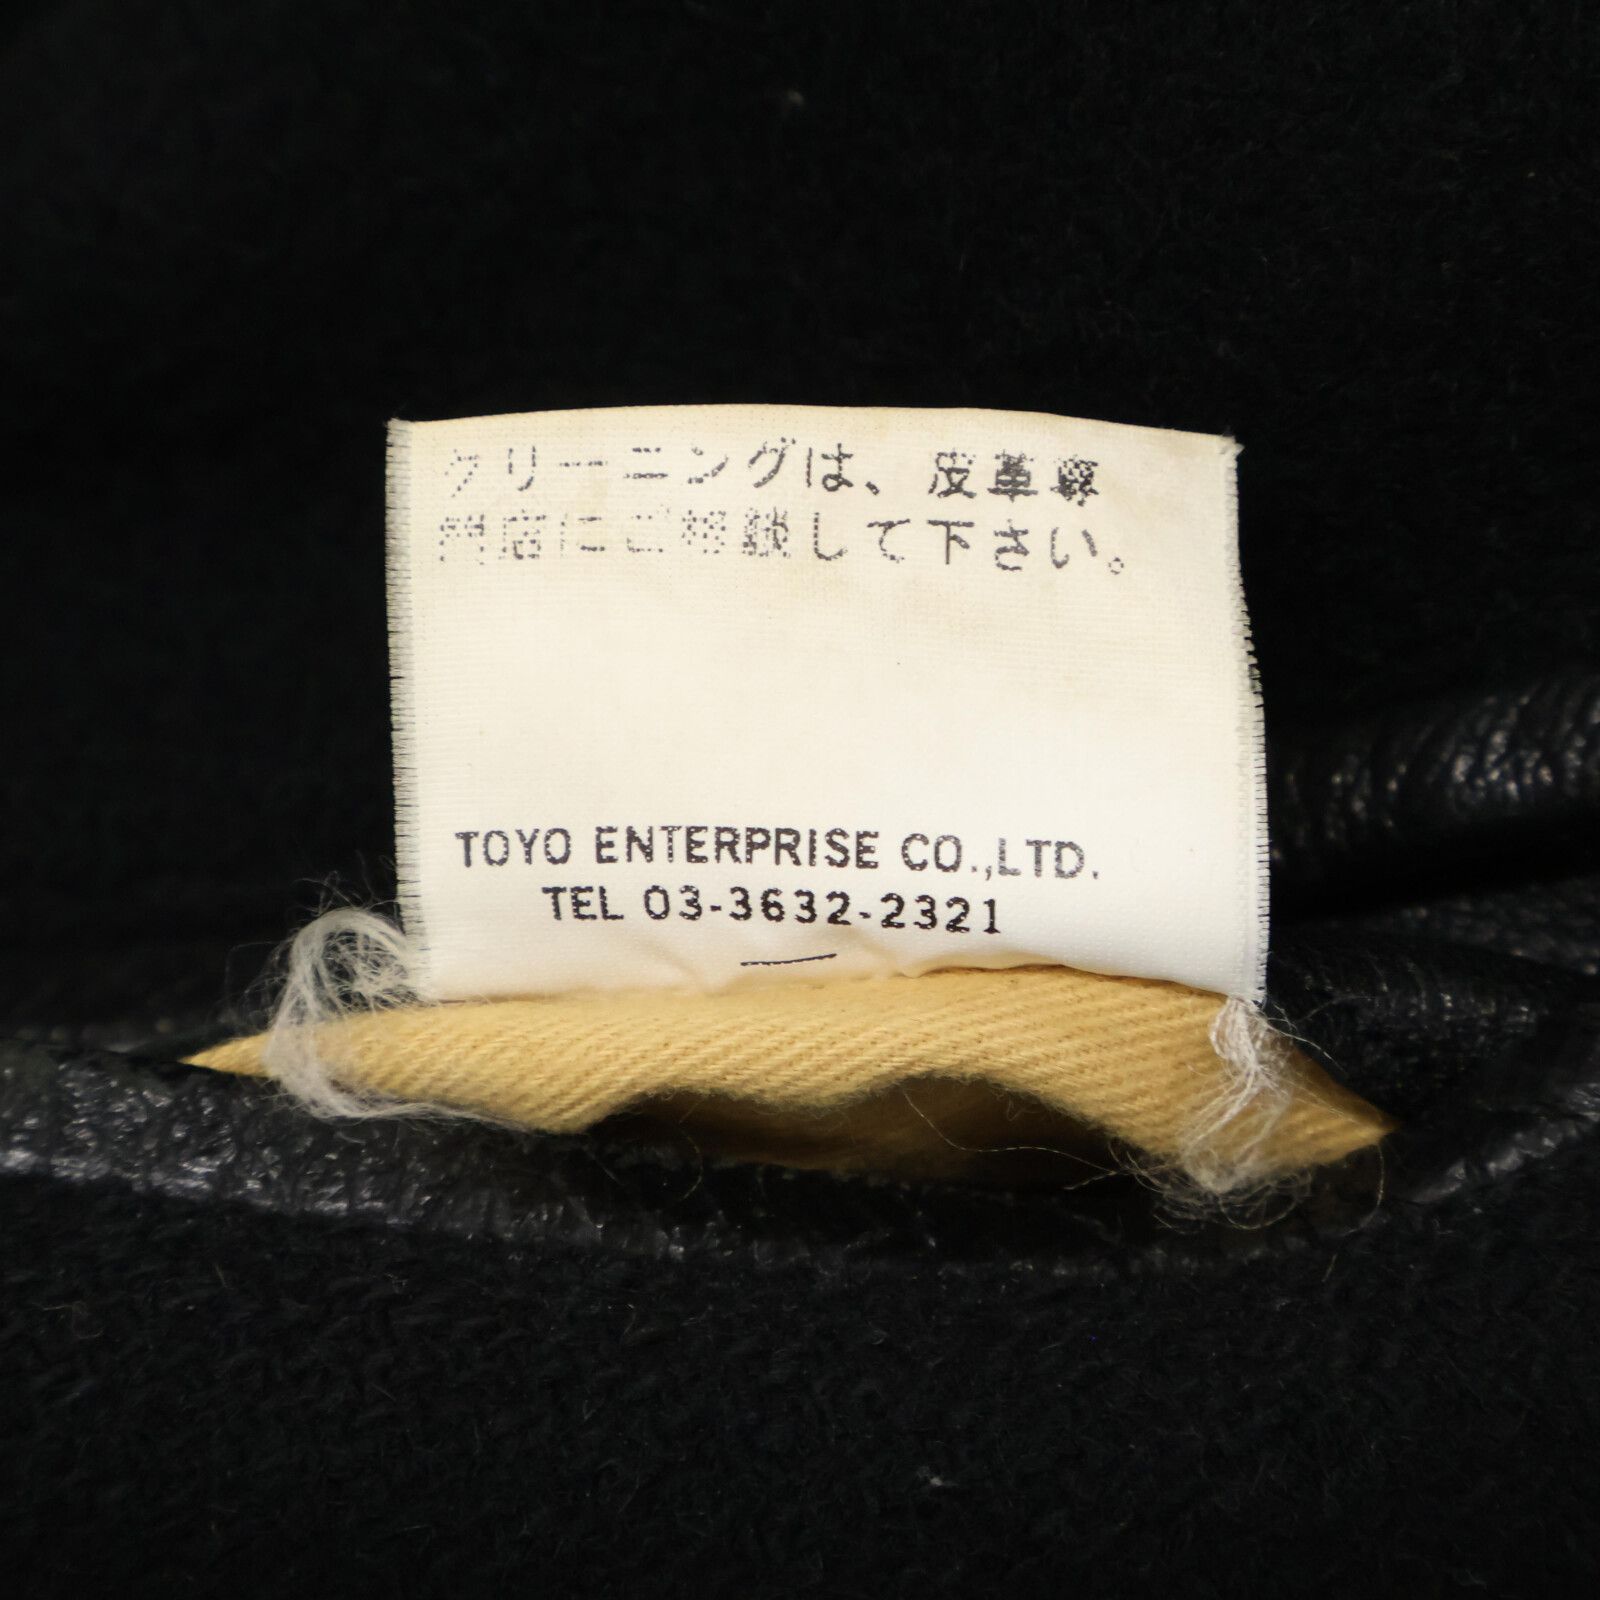 クリーニングは、皮革専
門店にご相談して下さい。
TOYO ENTERPRISE CO.,LTD.
TEL 03-3632-2321